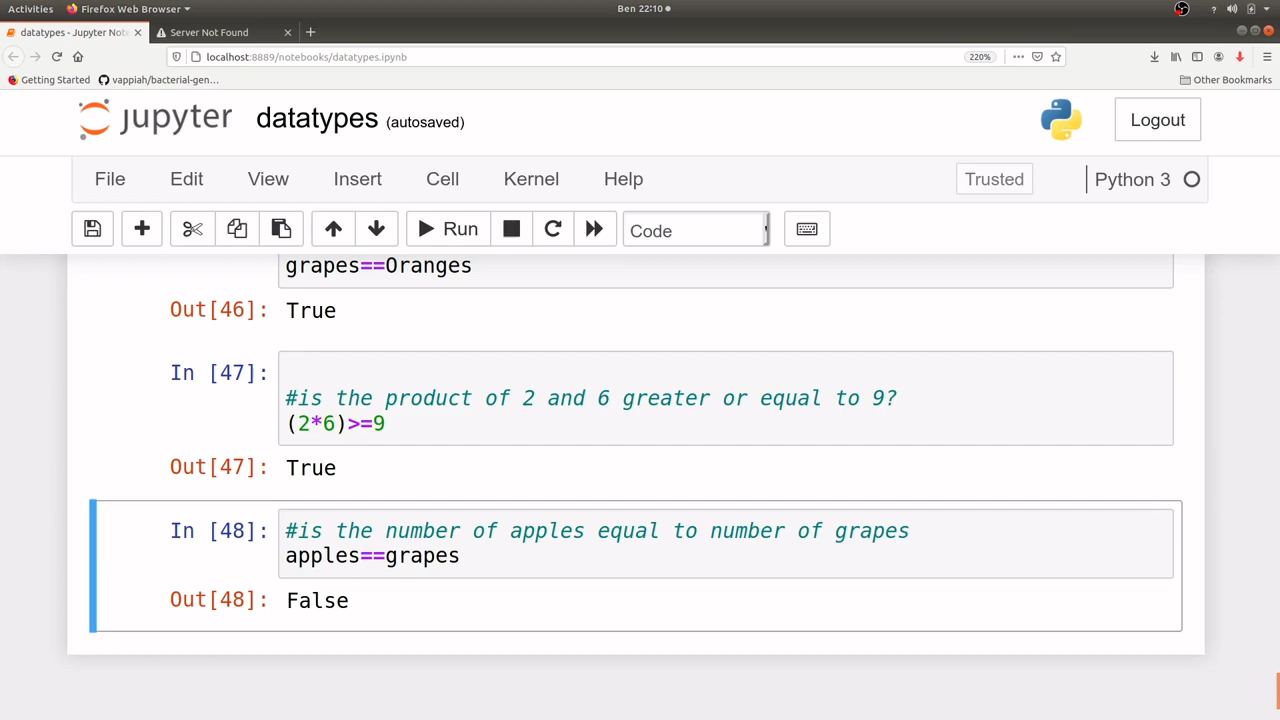 Activities Firefox Web Browser Ben 22:10
datatypes - Jupyter Note Server Not Found
localhost:8889/notebooks/datatypes.ipynb 220%
Getting Started vappiah/bacterial-gen… Other Bookmarks
jupyter datatypes (autosaved) Logout
File Edit View Insert Cell Kernel Help Trusted Python 3
Run Code
grapes==Oranges
Out[46]: True
In [47]:
#is the product of 2 and 6 greater or equal to 9?
(2*6)>=9
Out[47]: True
In [48]: #is the number of apples equal to number of grapes
apples==grapes
Out[48]: False